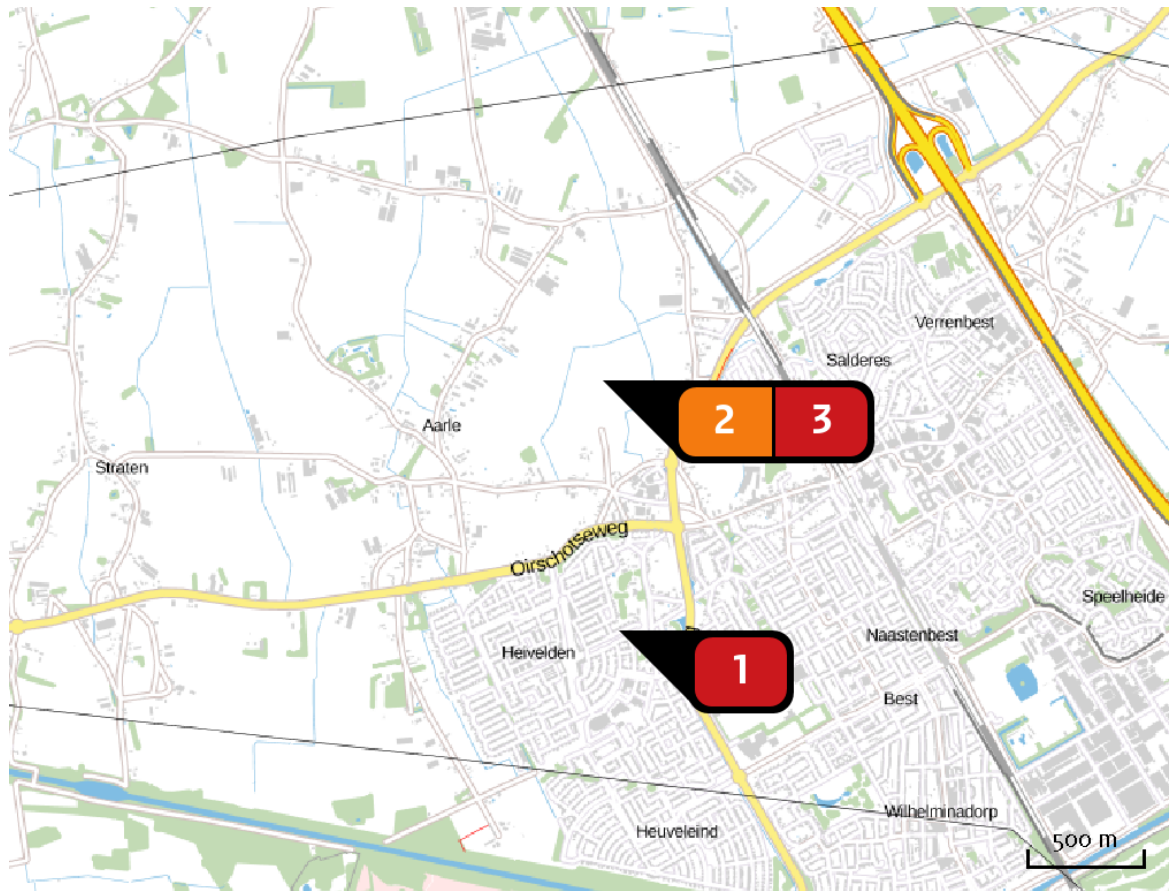 Verrenbest
Salderes
2 3
Aarle
Straten
Oirschotseweg
Speelheide
Naastenbest
Heivelden
1
Best
Wilhelminadorp
Heuveleind
500 m